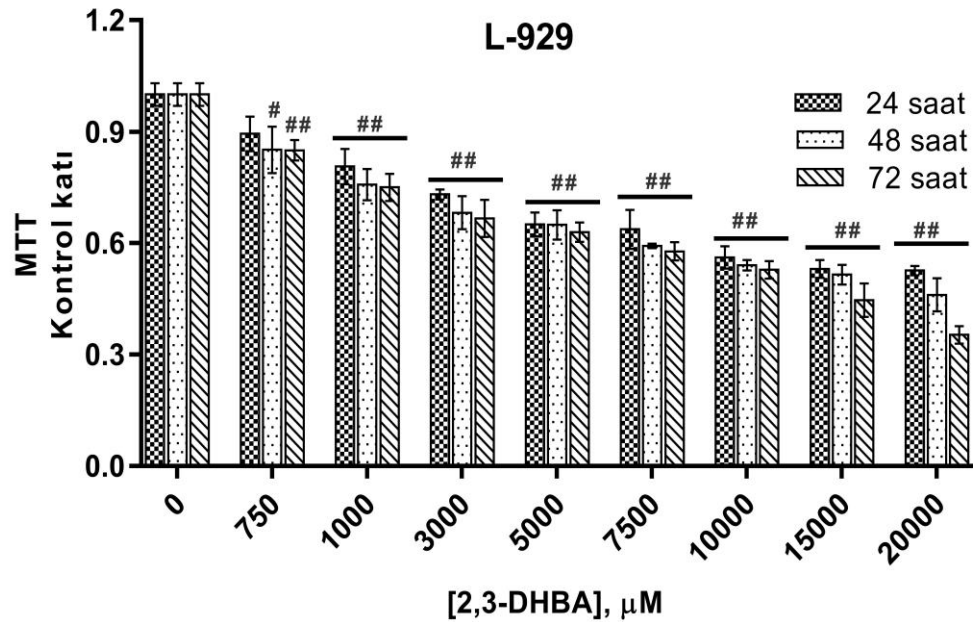 L-929
1.2
0.9
0.6
0.3
0.0
MTT
Kontrol katı
24 saat
48 saat
72 saat
# ## ## ## ## ## ## ## ##
0 750 1000 3000 5000 7500 10000 15000 20000
[2,3-DHBA], μM